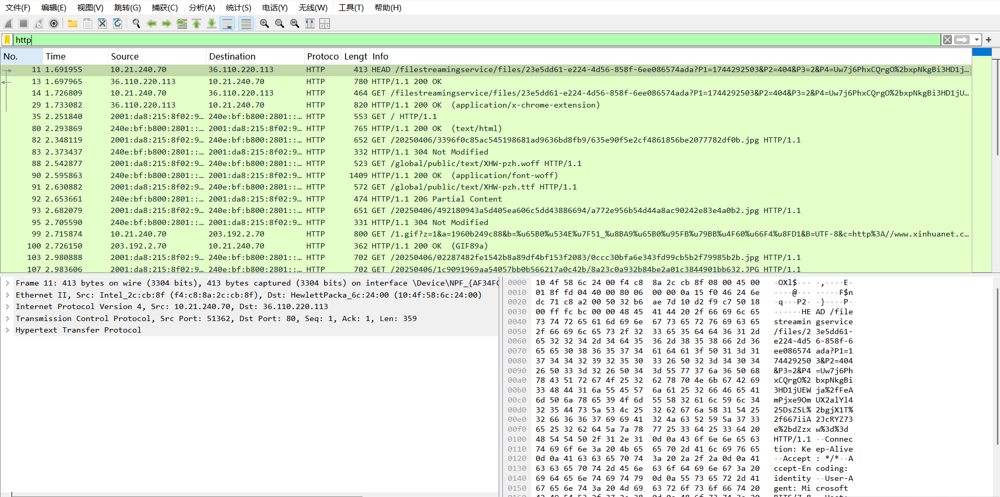 文件(F) 编辑(E) 视图(V) 跳转(G) 捕获(C) 分析(A) 统计(S) 电话(Y) 无线(W) 工具(T) 帮助(H)
http
No. Time Source Destination Protoco Lengt Info
11 1.691955 10.21.240.70 36.110.220.113 HTTP 413 HEAD /filestreamingservice/files/23e5dd61-e224-4d56-858f-6ee086574ada?P1=1744292503&P2=404&P3=2&P4=Uw7j6PhxCQrgO%2bxpNkgBi3HD1j…
13 1.697965 36.110.220.113 10.21.240.70 HTTP 780 HTTP/1.1 200 OK
14 1.726809 10.21.240.70 36.110.220.113 HTTP 464 GET /filestreamingservice/files/23e5dd61-e224-4d56-858f-6ee086574ada?P1=1744292503&P2=404&P3=2&P4=Uw7j6PhxCQrgO%2bxpNkgBi3HD1jU…
29 1.733082 36.110.220.113 10.21.240.70 HTTP 820 HTTP/1.1 200 OK (application/x-chrome-extension)
35 2.251840 2001:da8:215:8f02:9… 240e:bf:b800:2801::… HTTP 553 GET / HTTP/1.1
80 2.293869 240e:bf:b800:2801::… 2001:da8:215:8f02:9… HTTP 765 HTTP/1.1 200 OK (text/html)
82 2.348119 2001:da8:215:8f02:9… 240e:bf:b800:2801::… HTTP 652 GET /20250406/3396f0c85ac545198681ad9636bd8fb9/635e90f5e2cf4861856be2077782df0b.jpg HTTP/1.1
83 2.373437 240e:bf:b800:2801::… 2001:da8:215:8f02:9… HTTP 332 HTTP/1.1 304 Not Modified
88 2.542877 2001:da8:215:8f02:9… 240e:bf:b800:2801::… HTTP 523 GET /global/public/text/XHW-pzh.woff HTTP/1.1
90 2.595863 240e:bf:b800:2801::… 2001:da8:215:8f02:9… HTTP 1409 HTTP/1.1 200 OK (application/font-woff)
91 2.630882 2001:da8:215:8f02:9… 240e:bf:b800:2801::… HTTP 572 GET /global/public/text/XHW-pzh.ttf HTTP/1.1
92 2.653661 240e:bf:b800:2801::… 2001:da8:215:8f02:9… HTTP 474 HTTP/1.1 206 Partial Content
93 2.682079 2001:da8:215:8f02:9… 240e:bf:b800:2801::… HTTP 651 GET /20250406/492180943a5d405ea606c5dd43886694/a772e956b54d44a8ac90242e83e4a0b2.jpg HTTP/1.1
95 2.705590 240e:bf:b800:2801::… 2001:da8:215:8f02:9… HTTP 331 HTTP/1.1 304 Not Modified
99 2.715874 10.21.240.70 203.192.2.70 HTTP 800 GET /1.gif?z=1&a=1960b249c88&b=%u65B0%u534E%u7F51_%u8BA9%u65B0%u95FB%u79BB%u4F60%u66F4%u8FD1&B=UTF-8&c=http%3A//www.xinhuanet.c…
100 2.726150 203.192.2.70 10.21.240.70 HTTP 362 HTTP/1.1 200 OK (GIF89a)
103 2.980888 2001:da8:215:8f02:9… 240e:bf:b800:2801::… HTTP 702 GET /20250406/02287482fe1542b8a89df4bf153f2083/0ccc30bfa6e343fd99cb5b2f79985b2b.jpg HTTP/1.1
107 2.983606 2001:da8:215:8f02:9… 240e:bf:b800:2801::… HTTP 702 GET /20250406/1c9091969aa54057bb0b566217a0c42b/8a23c0a932b84be2a01c3844901bb632.JPG HTTP/1.1
Frame 11: 413 bytes on wire (3304 bits), 413 bytes captured (3304 bits) on interface \Device\NPF_{AF34FC
Ethernet II, Src: Intel_2c:cb:8f (f4:c8:8a:2c:cb:8f), Dst: HewlettPacka_6c:24:00 (10:4f:58:6c:24:00)
Internet Protocol Version 4, Src: 10.21.240.70, Dst: 36.110.220.113
Transmission Control Protocol, Src Port: 51362, Dst Port: 80, Seq: 1, Ack: 1, Len: 359
Hypertext Transfer Protocol
0000 10 4f 58 6c 24 00 f4 c8 8a 2c cb 8f 08 00 45 00 ·OXl$··· ·,····E·
0010 01 8f fd 04 40 00 80 06 00 00 0a 15 f0 46 24 6e ····@··· ·····F$n
0020 dc 71 c8 a2 00 50 32 b6 ae 7d 10 d2 f9 c7 50 18 ·q···P2· ·}····P·
0030 00 ff fc bc 00 00 48 45 41 44 20 2f 66 69 6c 65 ······HE AD /file
0040 73 74 72 65 61 6d 69 6e 67 73 65 72 76 69 63 65 streamin gservice
0050 2f 66 69 6c 65 73 2f 32 33 65 35 64 64 36 31 2d /files/2 3e5dd61-
0060 65 32 32 34 2d 34 64 35 36 2d 38 35 38 66 2d 36 e224-4d5 6-858f-6
0070 65 65 30 38 36 35 37 34 61 64 61 3f 50 31 3d 31 ee086574 ada?P1=1
0080 37 34 34 32 39 32 35 30 33 26 50 32 3d 34 30 34 74429250 3&P2=404
0090 26 50 33 3d 32 26 50 34 3d 55 77 37 6a 36 50 68 &P3=2&P4 =Uw7j6Ph
00a0 78 43 51 72 67 4f 25 32 62 78 70 4e 6b 67 42 69 xCQrgO%2 bxpNkgBi
00b0 33 48 44 31 6a 55 45 57 6a 61 25 32 66 46 65 41 3HD1jUEW ja%2fFeA
00c0 6d 50 6a 78 65 39 4f 6d 55 58 32 61 6c 59 6c 34 mPjxe9Om UX2alYl4
00d0 32 35 44 73 5a 53 4c 25 32 62 67 6a 58 31 54 25 25DsZSL% 2bgjX1T%
00e0 32 66 36 36 37 69 69 41 32 4a 63 52 59 5a 37 33 2f667iiA 2JcRYZ73
00f0 65 25 32 62 64 5a 7a 78 77 25 33 64 25 33 64 20 e%2bdZzx w%3d%3d
0100 48 54 54 50 2f 31 2e 31 0d 0a 43 6f 6e 6e 65 63 HTTP/1.1 ··Connec
0110 74 69 6f 6e 3a 20 4b 65 65 70 2d 41 6c 69 76 65 tion: Ke ep-Alive
0120 0d 0a 41 63 63 65 70 74 3a 20 2a 2f 2a 0d 0a 41 ··Accept : */*··A
0130 63 63 65 70 74 2d 45 6e 63 6f 64 69 6e 67 3a 20 ccept-En coding:
0140 69 64 65 6e 74 69 74 79 0d 0a 55 73 65 72 2d 41 identity ··User-A
0150 67 65 6e 74 3a 20 4d 69 63 72 6f 73 6f 66 74 20 gent: Mi crosoft